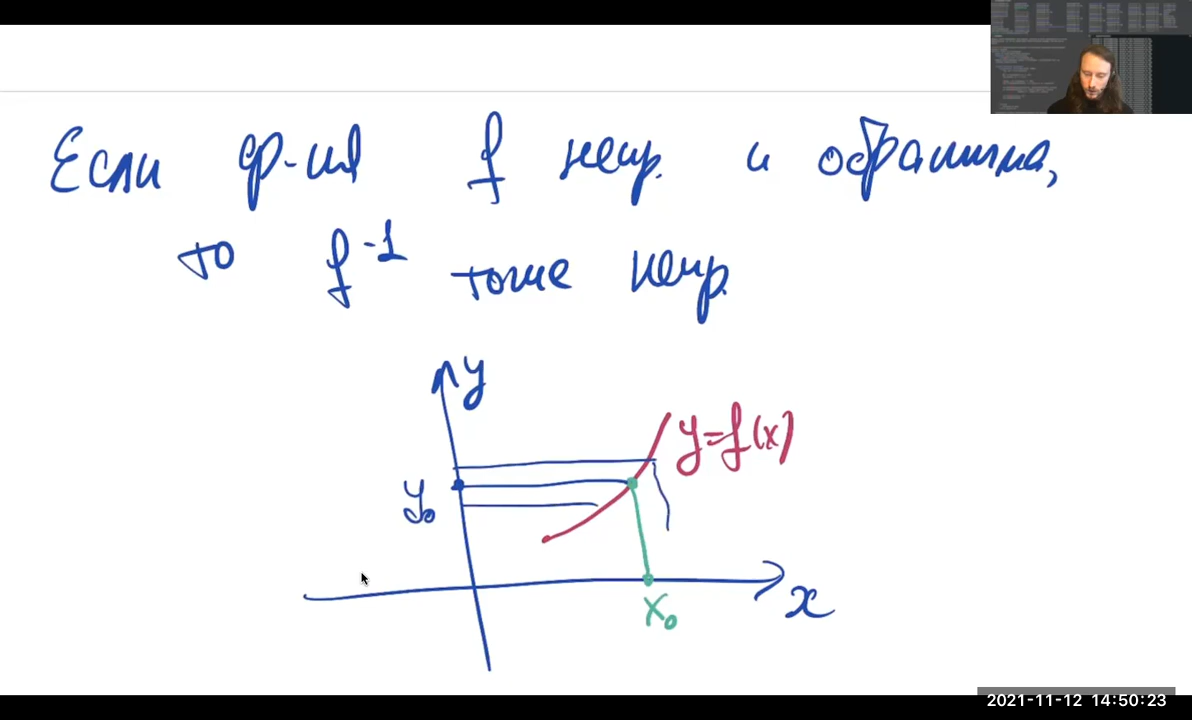 Если ф-ия f непр. и обратима,
то f⁻¹ тоже непр.
y
y=f(x)
y₀
x₀
x
2021-11-12 14:50:23